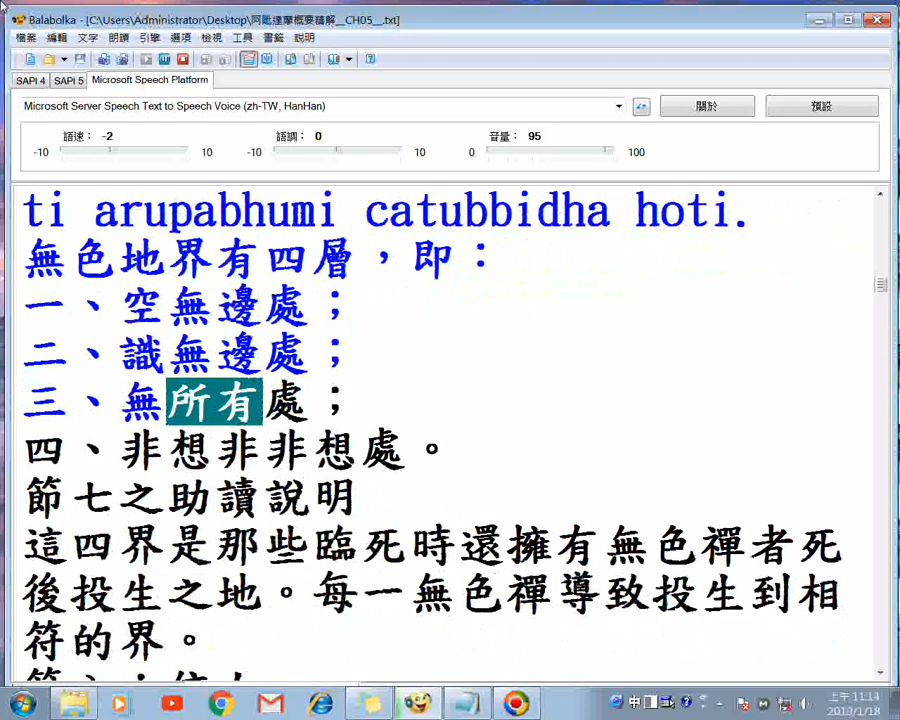 Balabolka - [C:\Users\Administrator\Desktop\阿毗達摩概要精解__CH05__.txt]
檔案 編輯 文字 朗讀 引擎 選項 檢視 工具 書籤 說明
SAPI 4 SAPI 5 Microsoft Speech Platform
Microsoft Server Speech Text to Speech Voice (zh-TW, HanHan) 關於 預設
語速： -2 語調： 0 音量： 95
-10 10 -10 10 0 100
ti arupabhumi catubbidha hoti.
無色地界有四層，即：
一、空無邊處；
二、識無邊處；
三、無所有處；
四、非想非非想處。
節七之助讀說明
這四界是那些臨死時還擁有無色禪者死
後投生之地。每一無色禪導致投生到相
符的界。
中 上午 11:14
2019/1/18